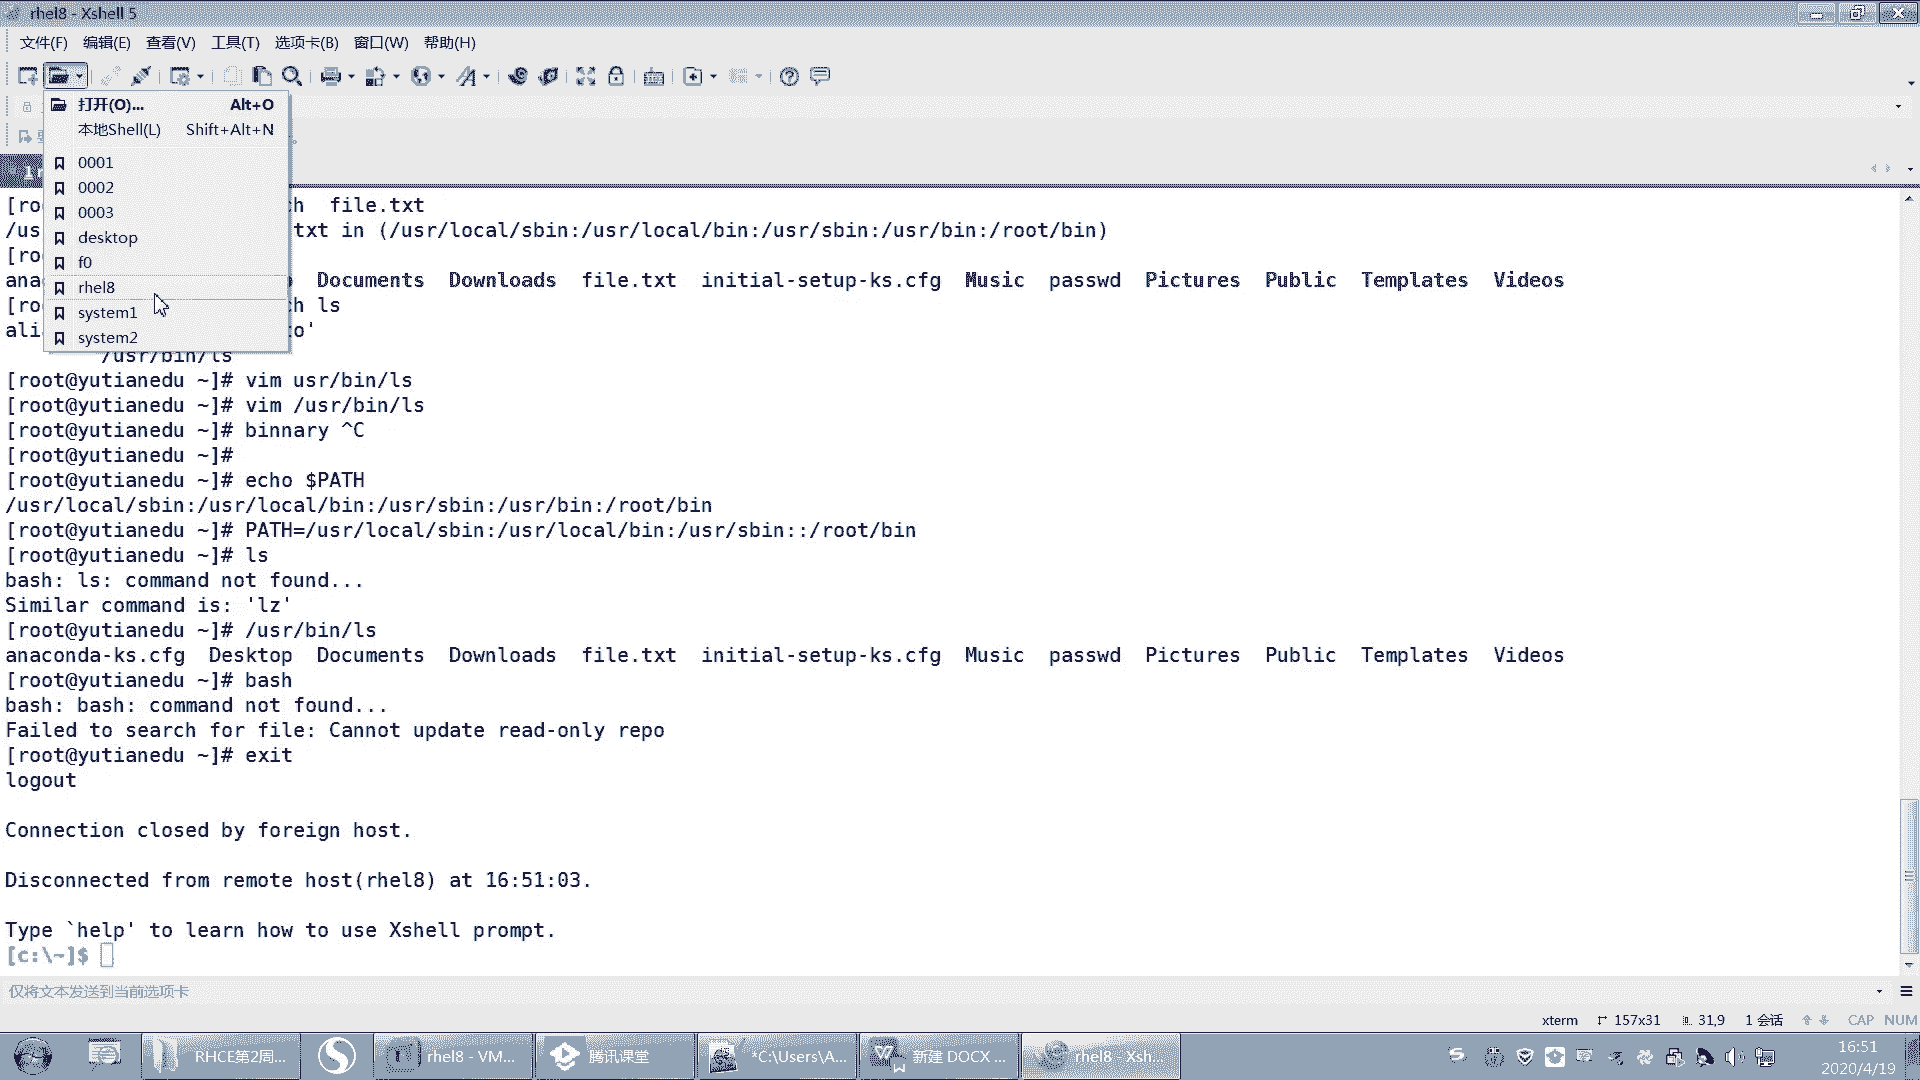 rhel8 - Xshell 5
文件(F) 编辑(E) 查看(V) 工具(T) 选项卡(B) 窗口(W) 帮助(H)
打开(O)... Alt+O
本地Shell(L) Shift+Alt+N
0001
0002
0003
desktop
f0
rhel8
system1
system2
[ro h file.txt
/us txt in (/usr/local/sbin:/usr/local/bin:/usr/sbin:/usr/bin:/root/bin)
[ro
ana Documents Downloads file.txt initial-setup-ks.cfg Music passwd Pictures Public Templates Videos
[ro h ls
ali o'
/usr/bin/ls
[root@yutianedu ~]# vim usr/bin/ls
[root@yutianedu ~]# vim /usr/bin/ls
[root@yutianedu ~]# binnary ^C
[root@yutianedu ~]#
[root@yutianedu ~]# echo $PATH
/usr/local/sbin:/usr/local/bin:/usr/sbin:/usr/bin:/root/bin
[root@yutianedu ~]# PATH=/usr/local/sbin:/usr/local/bin:/usr/sbin::/root/bin
[root@yutianedu ~]# ls
bash: ls: command not found...
Similar command is: 'lz'
[root@yutianedu ~]# /usr/bin/ls
anaconda-ks.cfg Desktop Documents Downloads file.txt initial-setup-ks.cfg Music passwd Pictures Public Templates Videos
[root@yutianedu ~]# bash
bash: bash: command not found...
Failed to search for file: Cannot update read-only repo
[root@yutianedu ~]# exit
logout
Connection closed by foreign host.
Disconnected from remote host(rhel8) at 16:51:03.
Type `help' to learn how to use Xshell prompt.
[c:\~]$
仅将文本发送到当前选项卡
xterm 157x31 31,9 1 会话 CAP NUM
RHCE第2周... rhel8 - VM... 腾讯课堂 *C:\Users\A... 新建 DOCX ... rhel8 - Xsh... 16:51
2020/4/19